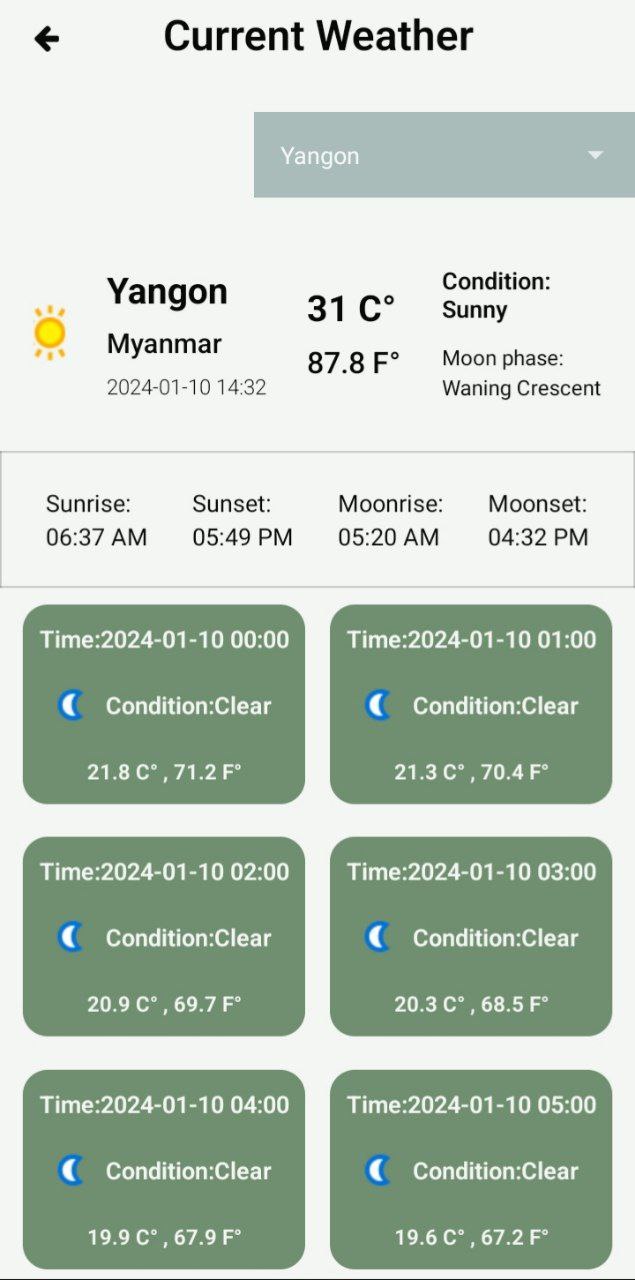 Current Weather
Yangon
Yangon
Myanmar
2024-01-10 14:32
31 C°
87.8 F°
Condition:
Sunny
Moon phase:
Waning Crescent
Sunrise:
06:37 AM
Sunset:
05:49 PM
Moonrise:
05:20 AM
Moonset:
04:32 PM
Time:2024-01-10 00:00
Condition:Clear
21.8 C° , 71.2 F°
Time:2024-01-10 01:00
Condition:Clear
21.3 C° , 70.4 F°
Time:2024-01-10 02:00
Condition:Clear
20.9 C° , 69.7 F°
Time:2024-01-10 03:00
Condition:Clear
20.3 C° , 68.5 F°
Time:2024-01-10 04:00
Condition:Clear
19.9 C° , 67.9 F°
Time:2024-01-10 05:00
Condition:Clear
19.6 C° , 67.2 F°